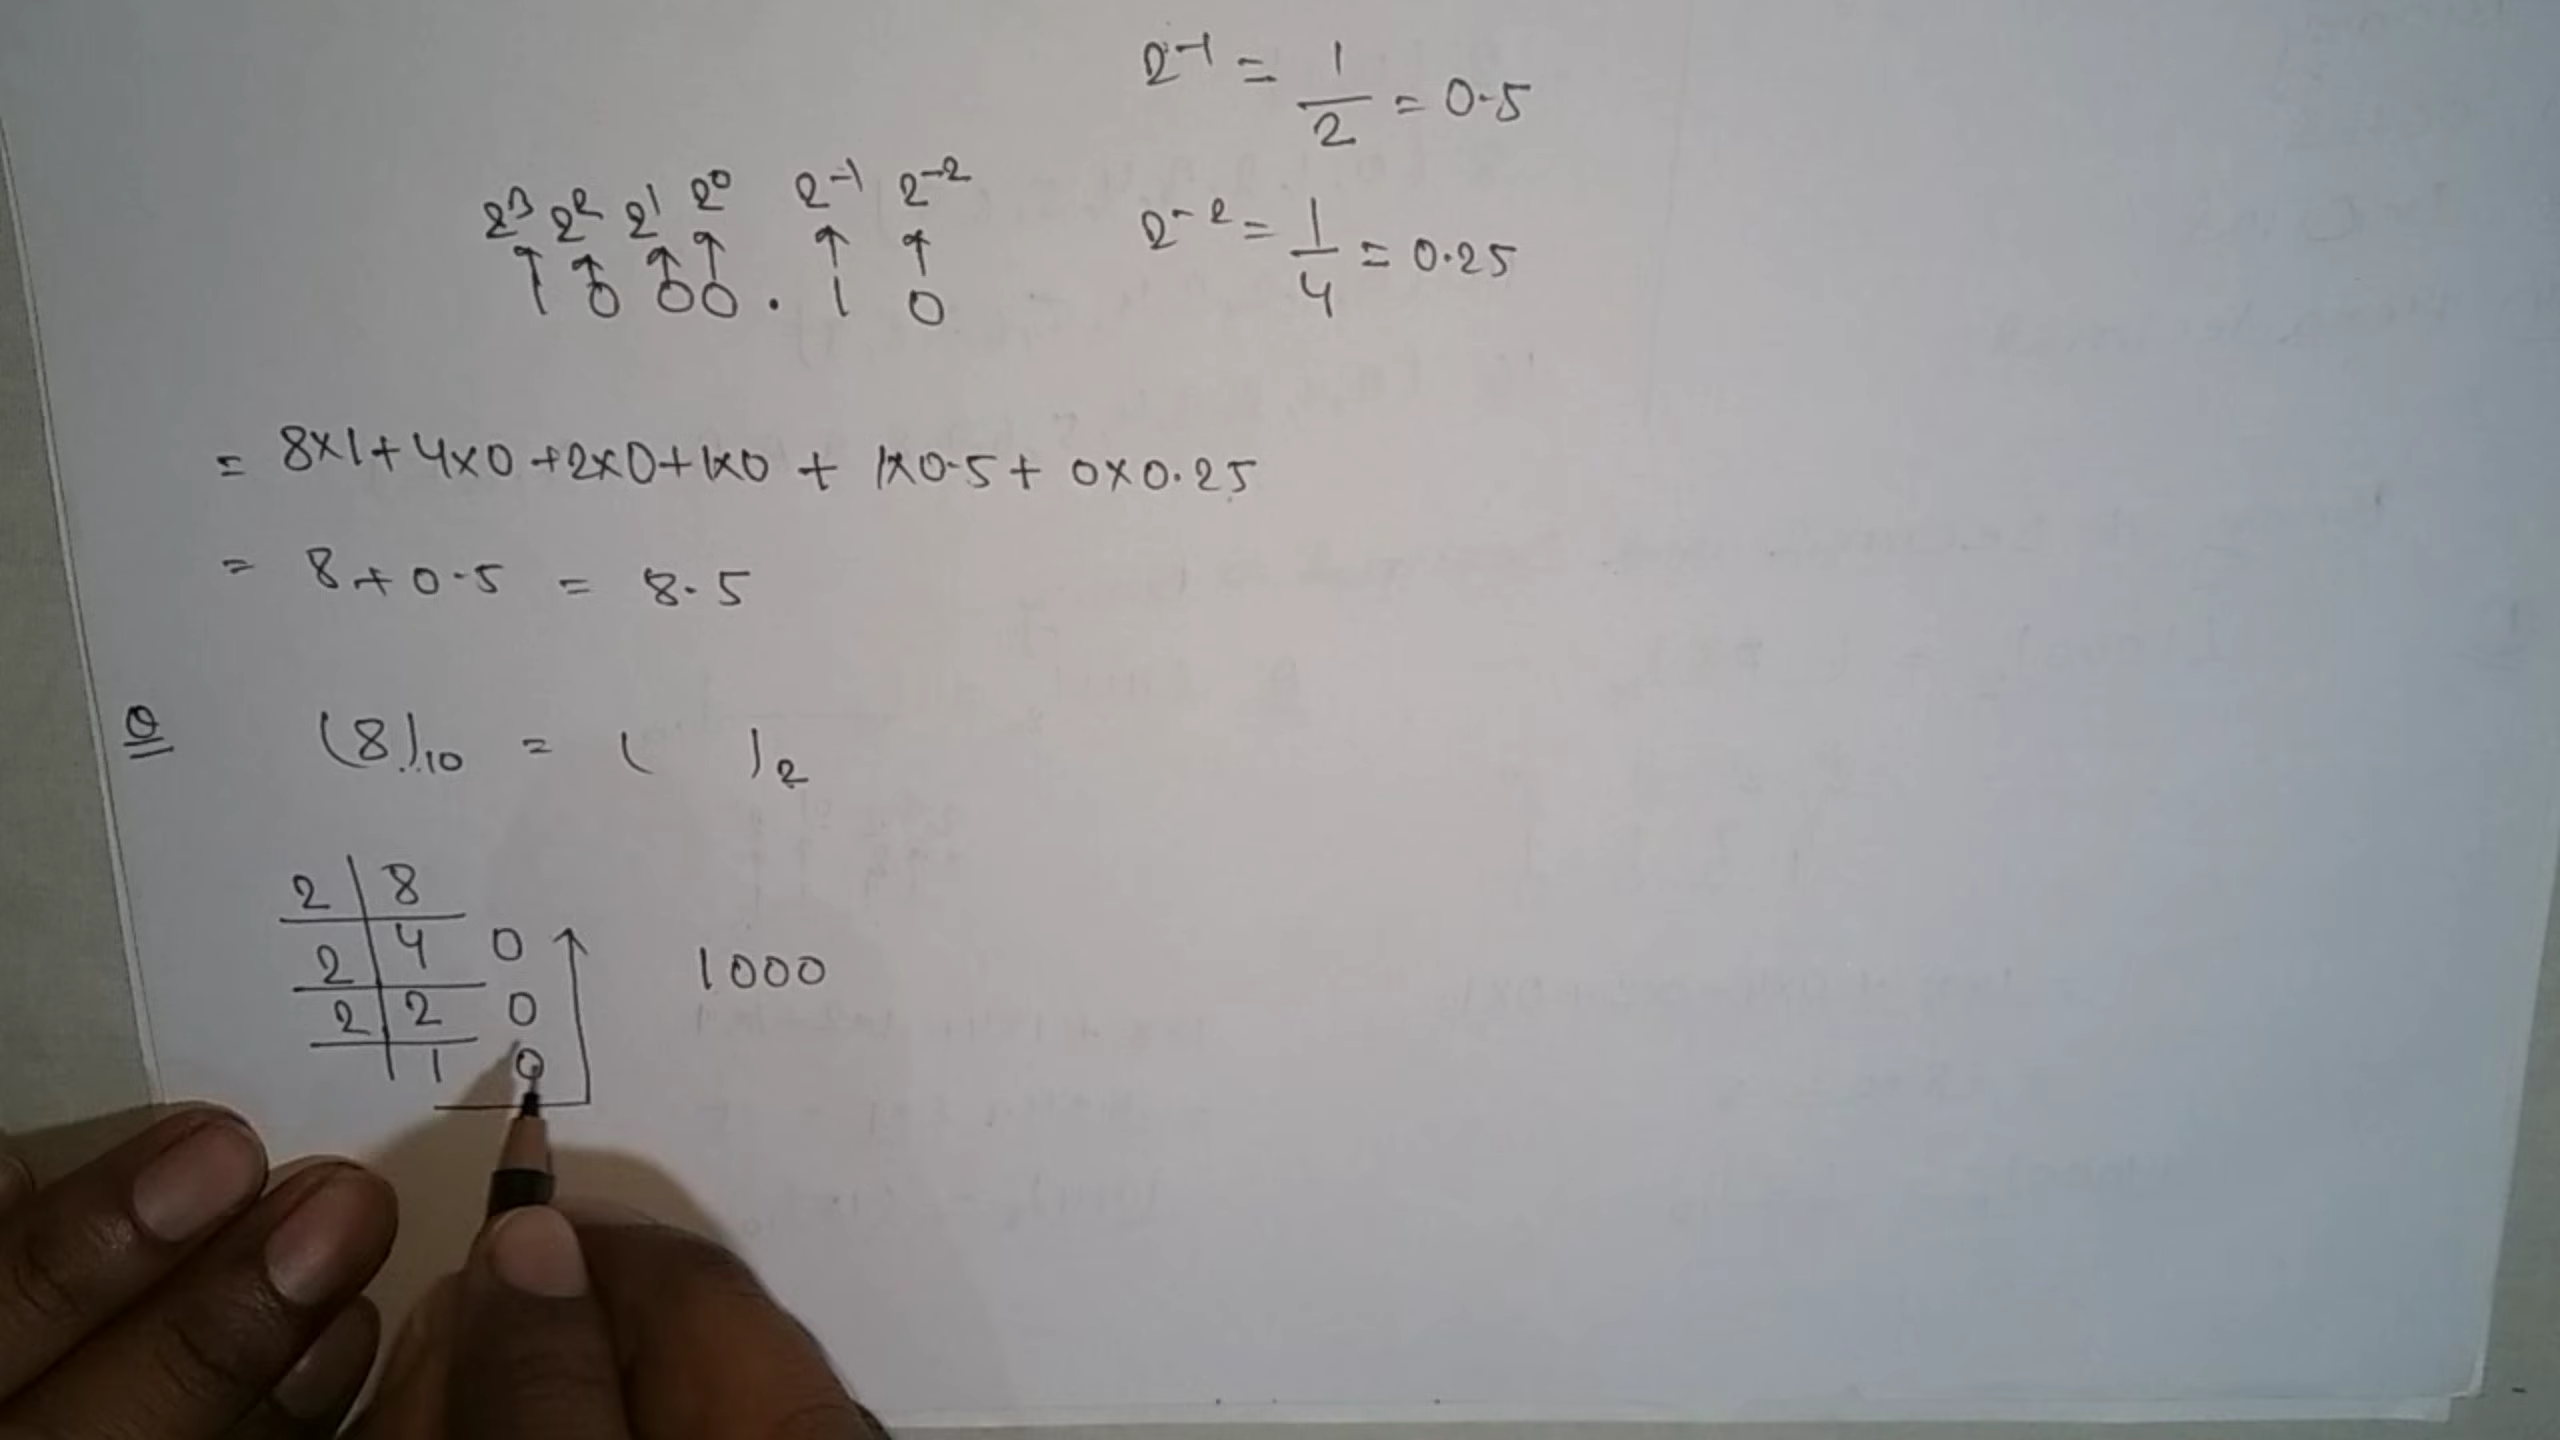 2⁻¹ = 1/2 = 0.5
2³ 2² 2¹ 2⁰ 2⁻¹ 2⁻²
2⁻² = 1/4 = 0.25
1 0 0 0 . 1 0
= 8×1+4×0+2×0+1×0 + 1×0.5+ 0×0.25
= 8+0.5 = 8.5
Q (8)₁₀ = ( )₂
2 8
2 4 0
1000
2 2 0
1 0